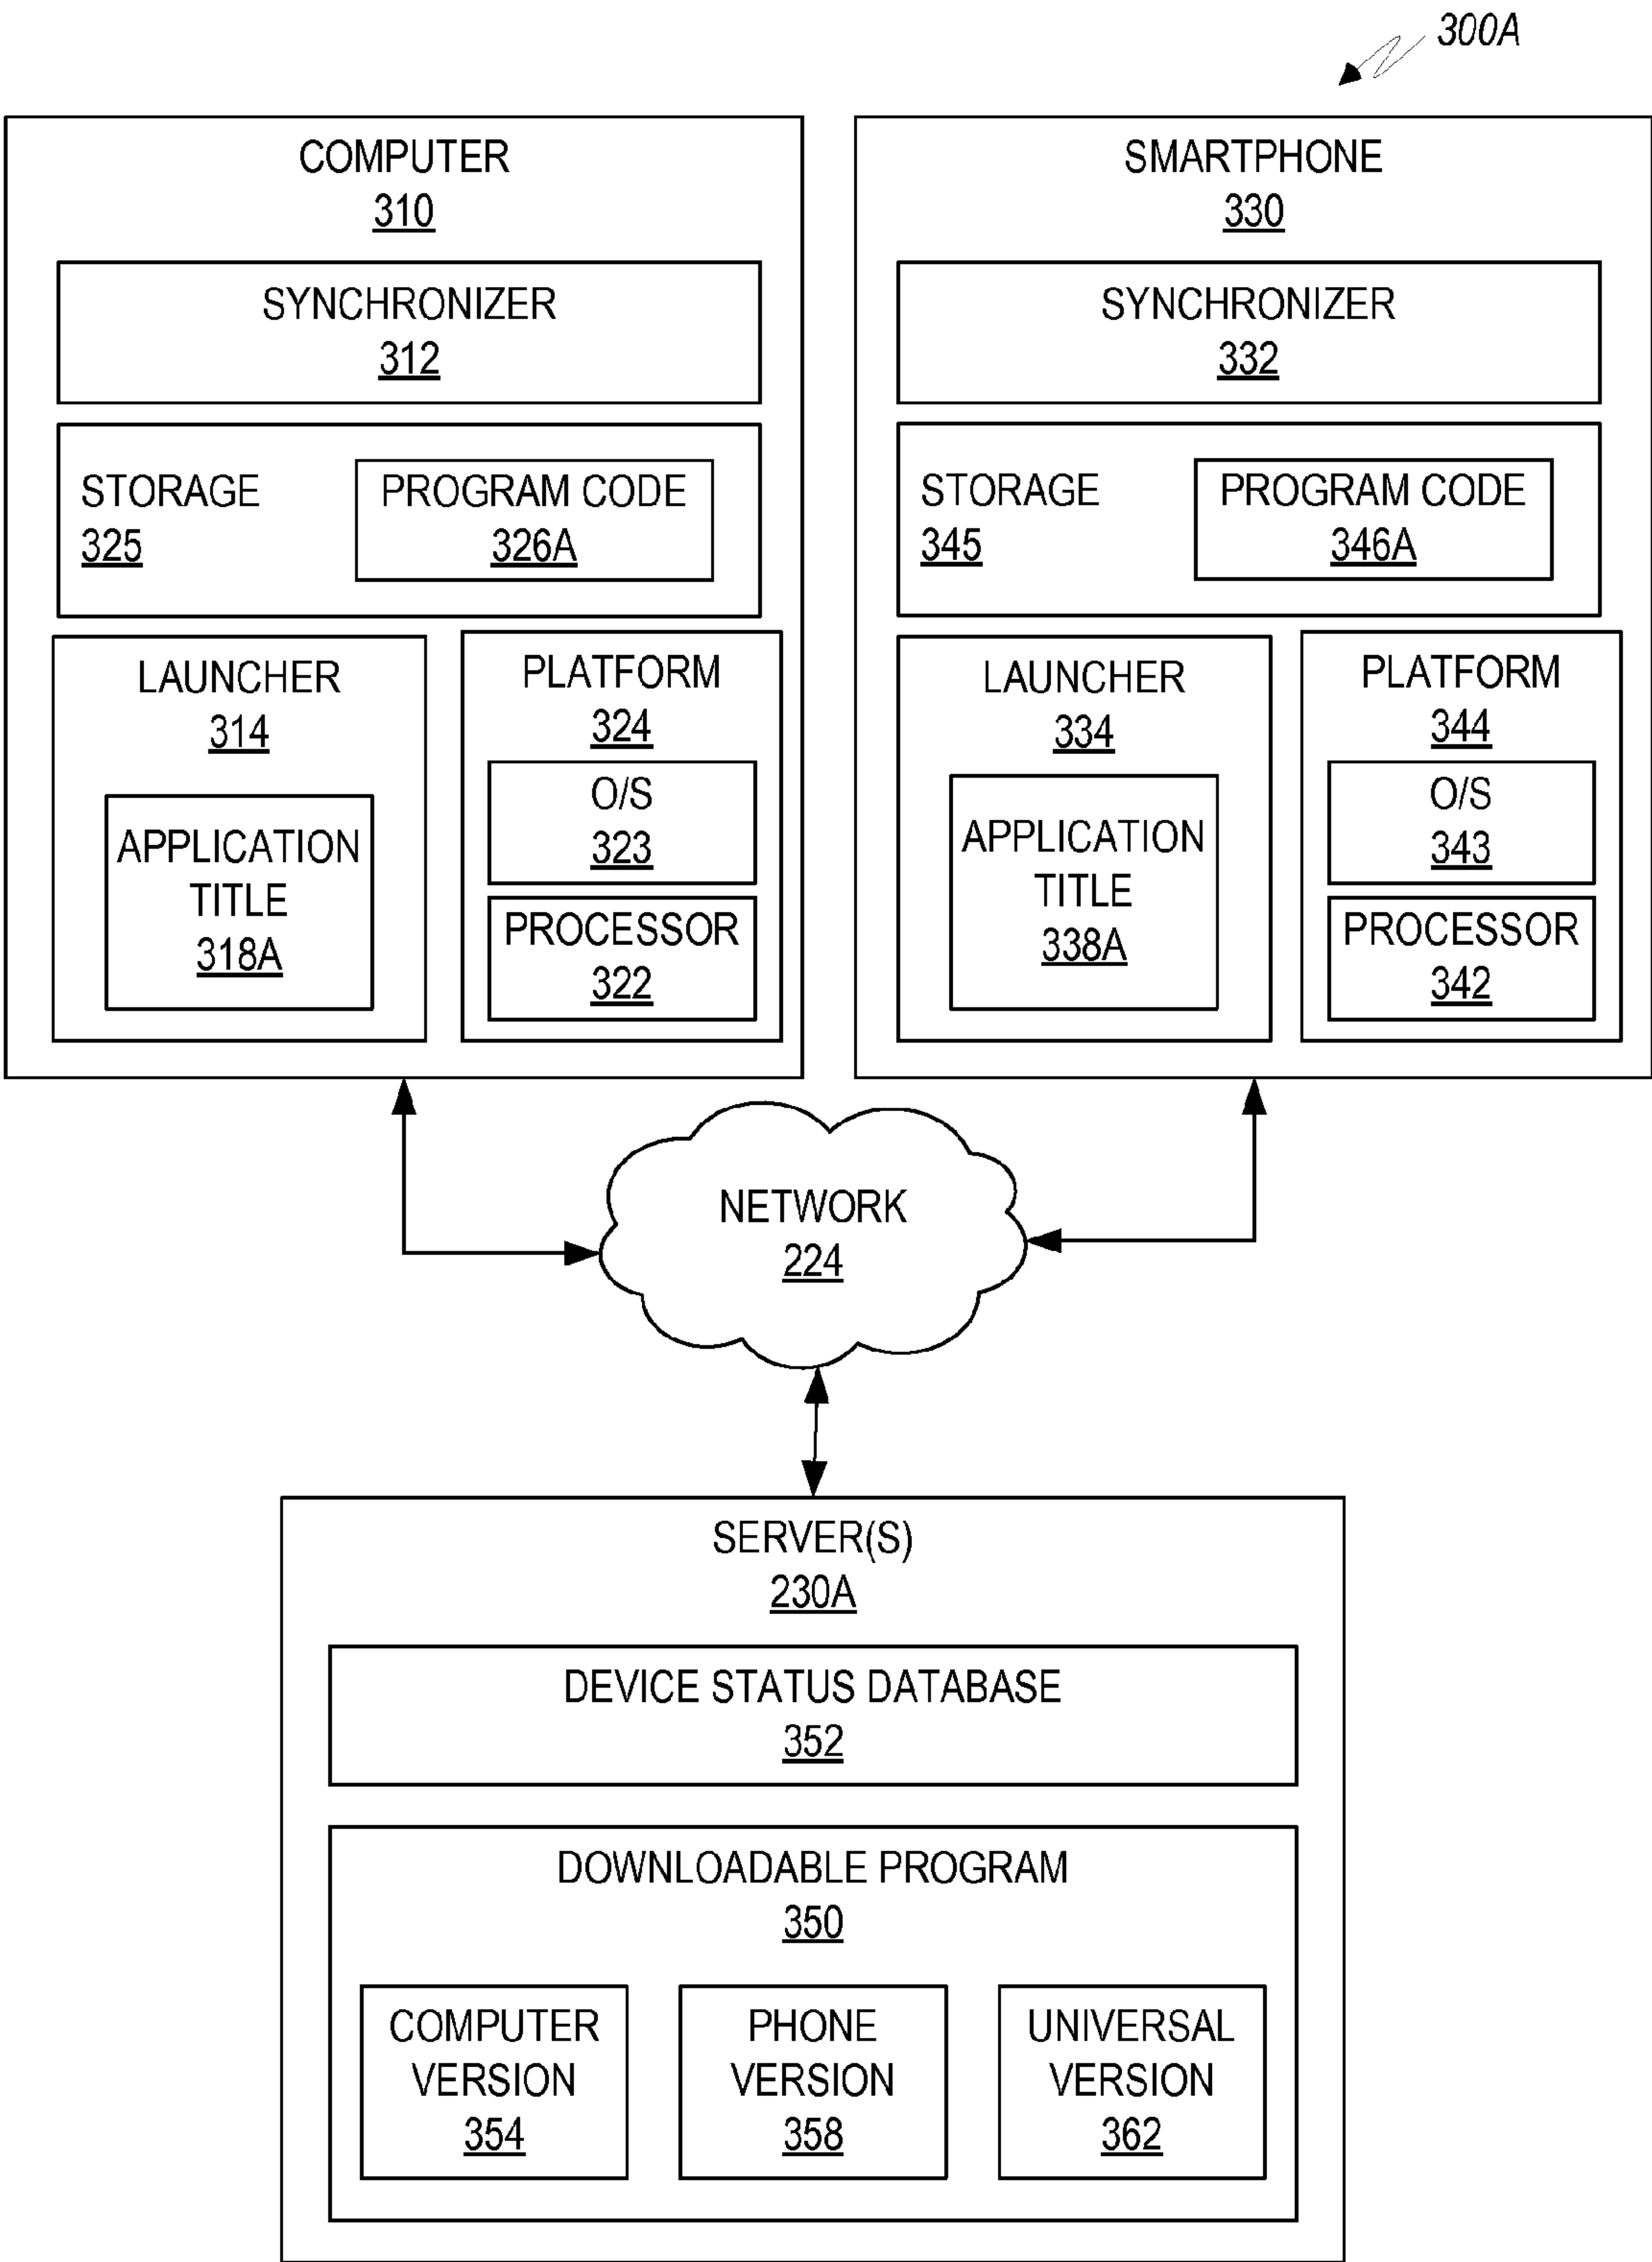 300A
COMPUTER
310
SYNCHRONIZER
312
STORAGE
325
PROGRAM CODE
326A
LAUNCHER
314
APPLICATION
TITLE
318A
PLATFORM
324
O/S
323
PROCESSOR
322
SMARTPHONE
330
SYNCHRONIZER
332
STORAGE
345
PROGRAM CODE
346A
LAUNCHER
334
APPLICATION
TITLE
338A
PLATFORM
344
O/S
343
PROCESSOR
342
NETWORK
224
SERVER(S)
230A
DEVICE STATUS DATABASE
352
DOWNLOADABLE PROGRAM
350
COMPUTER
VERSION
354
PHONE
VERSION
358
UNIVERSAL
VERSION
362